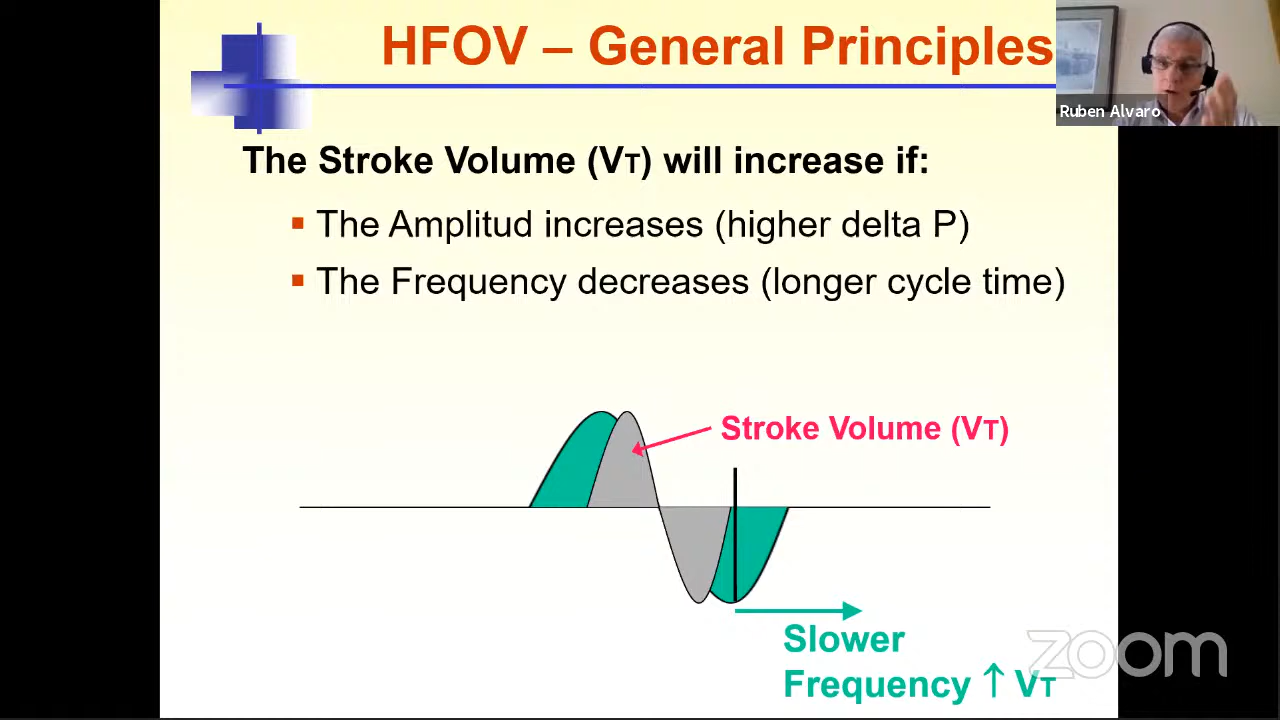 HFOV – General Principles
Ruben Alvaro
The Stroke Volume (VT) will increase if:
The Amplitud increases (higher delta P)
The Frequency decreases (longer cycle time)
Stroke Volume (VT)
Slower
Frequency ↑ VT
zoom